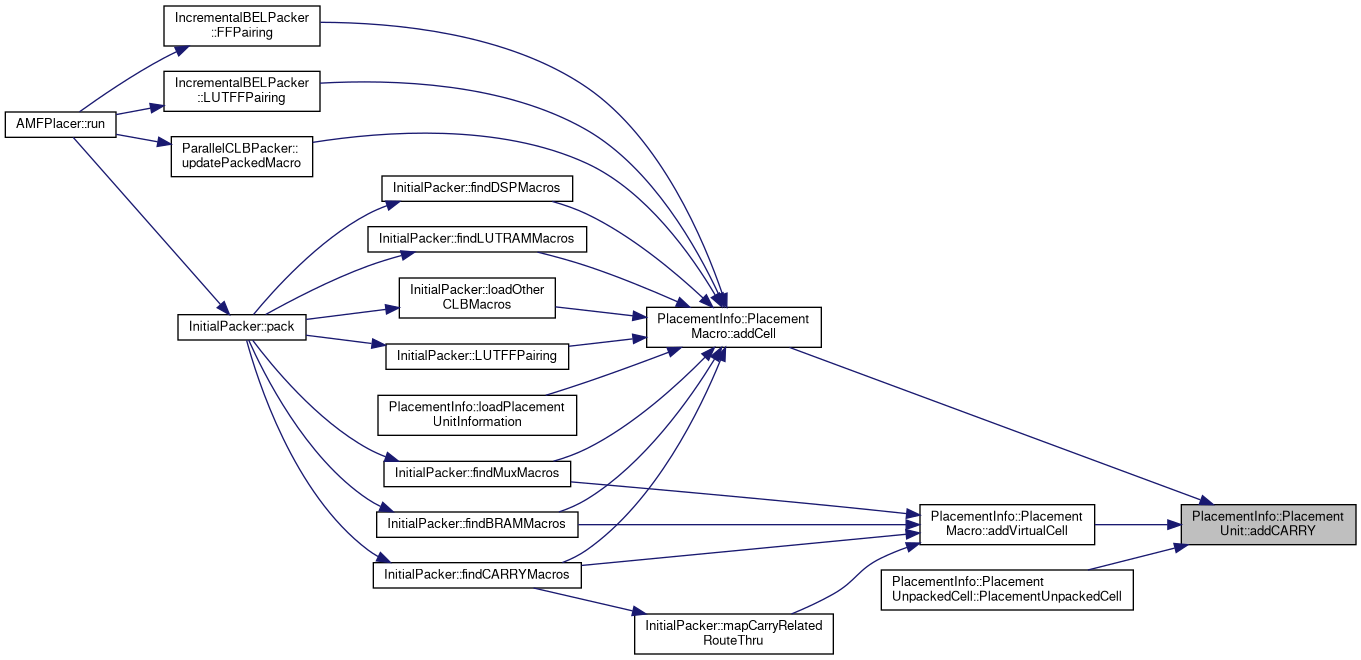 IncrementalBELPacker
::FFPairing
IncrementalBELPacker
::LUTFFPairing
AMFPlacer::run
ParallelCLBPacker::
updatePackedMacro
InitialPacker::findDSPMacros
InitialPacker::findLUTRAMMacros
InitialPacker::loadOther
CLBMacros
InitialPacker::pack
PlacementInfo::Placement
Macro::addCell
InitialPacker::LUTFFPairing
PlacementInfo::loadPlacement
UnitInformation
InitialPacker::findMuxMacros
InitialPacker::findBRAMMacros
PlacementInfo::Placement
Macro::addVirtualCell
PlacementInfo::Placement
Unit::addCARRY
InitialPacker::findCARRYMacros
PlacementInfo::Placement
UnpackedCell::PlacementUnpackedCell
InitialPacker::mapCarryRelated
RouteThru